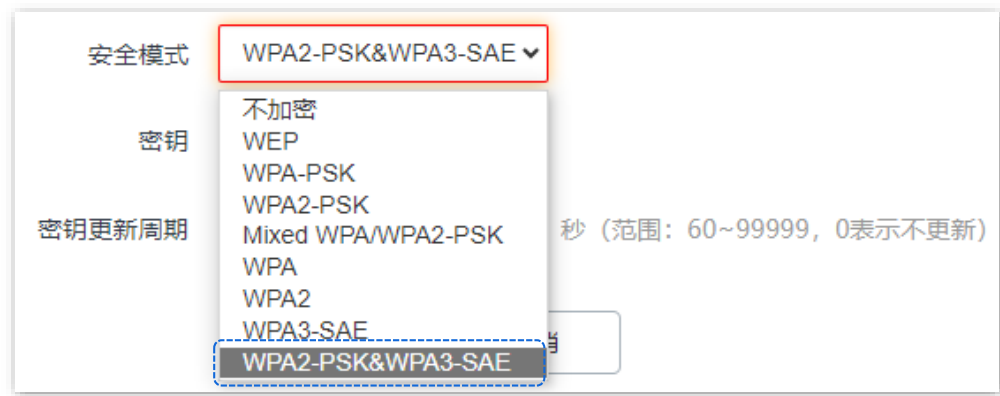 安全模式 WPA2-PSK&WPA3-SAE
不加密
密钥 WEP
WPA-PSK
WPA2-PSK
密钥更新周期 Mixed WPA/WPA2-PSK 秒（范围：60~99999，0表示不更新）
WPA
WPA2
WPA3-SAE
WPA2-PSK&WPA3-SAE